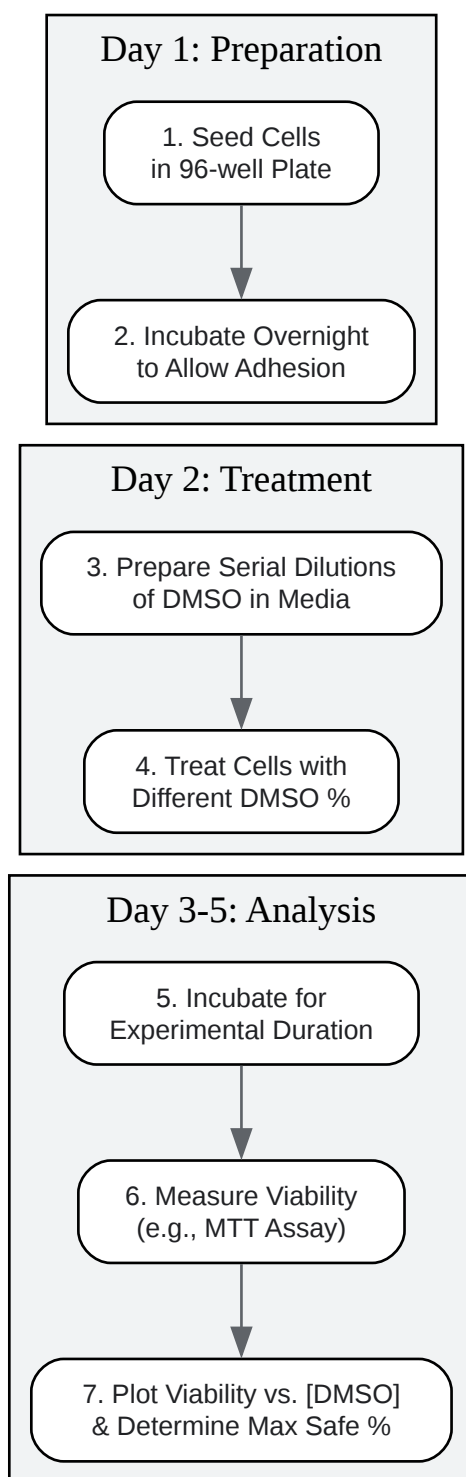 Day 1: Preparation
1. Seed Cells
in 96-well Plate
2. Incubate Overnight
to Allow Adhesion
Day 2: Treatment
3. Prepare Serial Dilutions
of DMSO in Media
4. Treat Cells with
Different DMSO %
Day 3-5: Analysis
5. Incubate for
Experimental Duration
6. Measure Viability
(e.g., MTT Assay)
7. Plot Viability vs. [DMSO]
& Determine Max Safe %